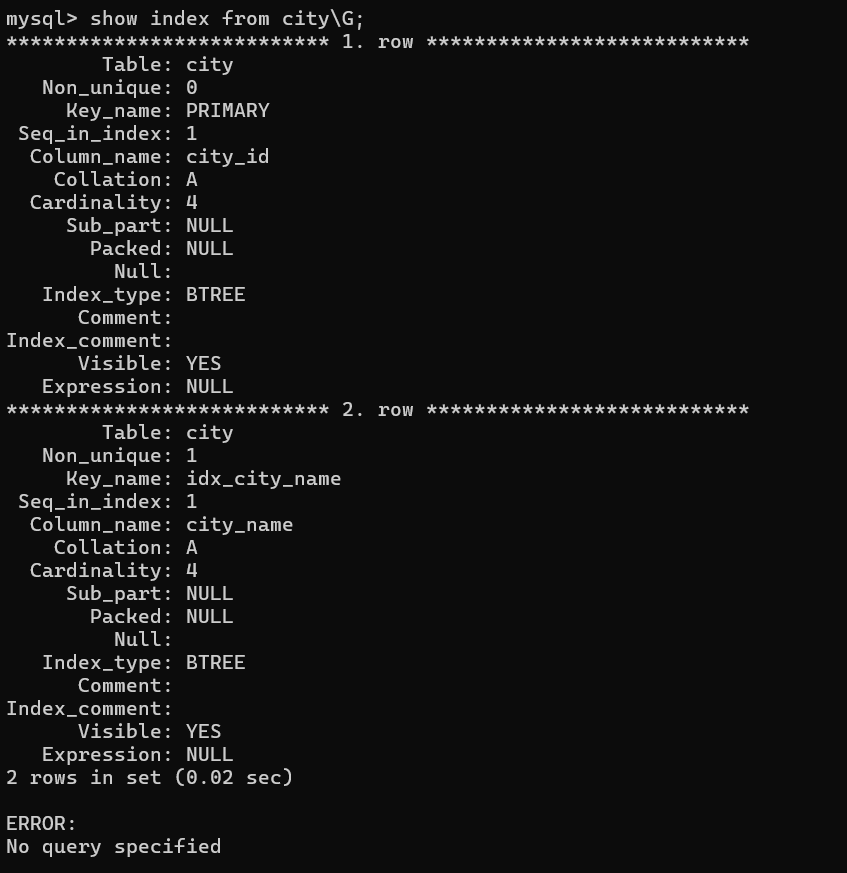 mysql> show index from city\G;
*************************** 1. row ***************************
Table: city
Non_unique: 0
Key_name: PRIMARY
Seq_in_index: 1
Column_name: city_id
Collation: A
Cardinality: 4
Sub_part: NULL
Packed: NULL
Null:
Index_type: BTREE
Comment:
Index_comment:
Visible: YES
Expression: NULL
*************************** 2. row ***************************
Table: city
Non_unique: 1
Key_name: idx_city_name
Seq_in_index: 1
Column_name: city_name
Collation: A
Cardinality: 4
Sub_part: NULL
Packed: NULL
Null:
Index_type: BTREE
Comment:
Index_comment:
Visible: YES
Expression: NULL
2 rows in set (0.02 sec)
ERROR:
No query specified